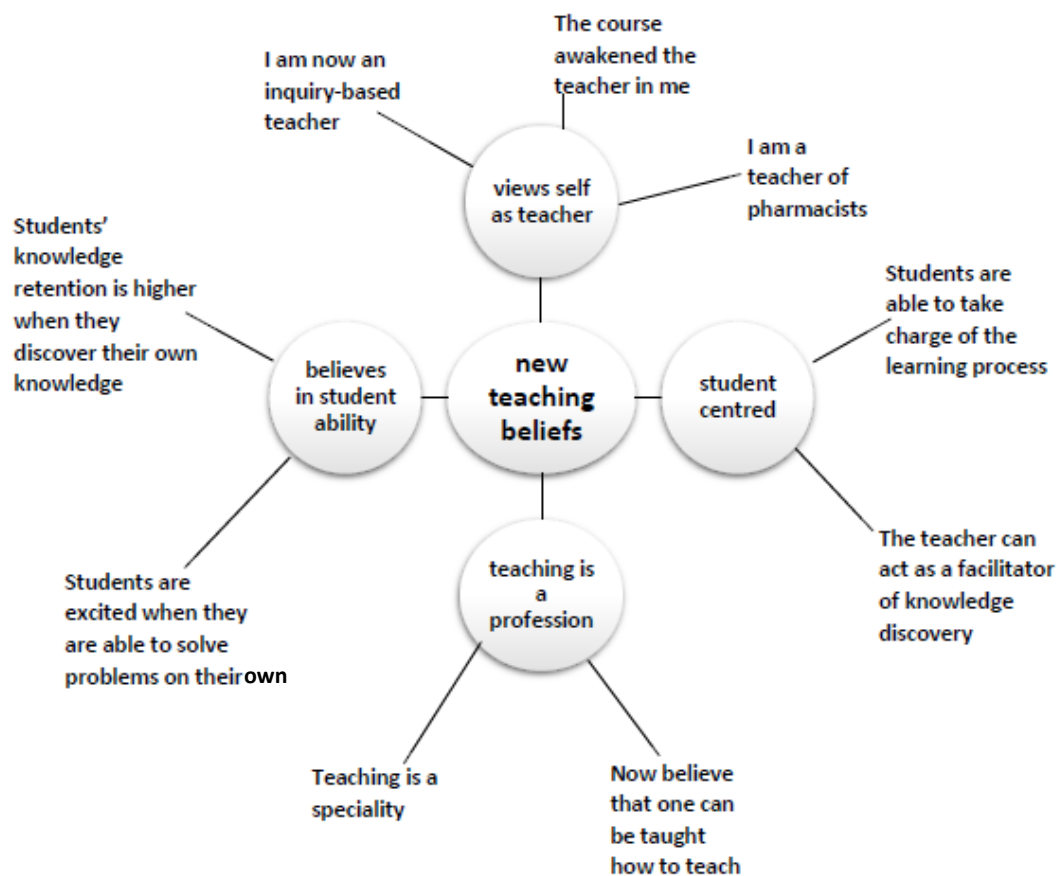 The course
awakened the
teacher in me
I am now an
inquiry-based
teacher
I am a
teacher of
pharmacists
views self
as teacher
Students'
knowledge
retention is higher
when they
discover their own
knowledge
Students are
able to take
charge of the
learning process
believes
in student
ability
new
teaching
beliefs
student
centred
The teacher can
act as a facilitator
of knowledge
discovery
teaching is
a
profession
Students are
excited when they
are able to solve
problems on their own
Teaching is a
speciality
Now believe
that one can
be taught
how to teach